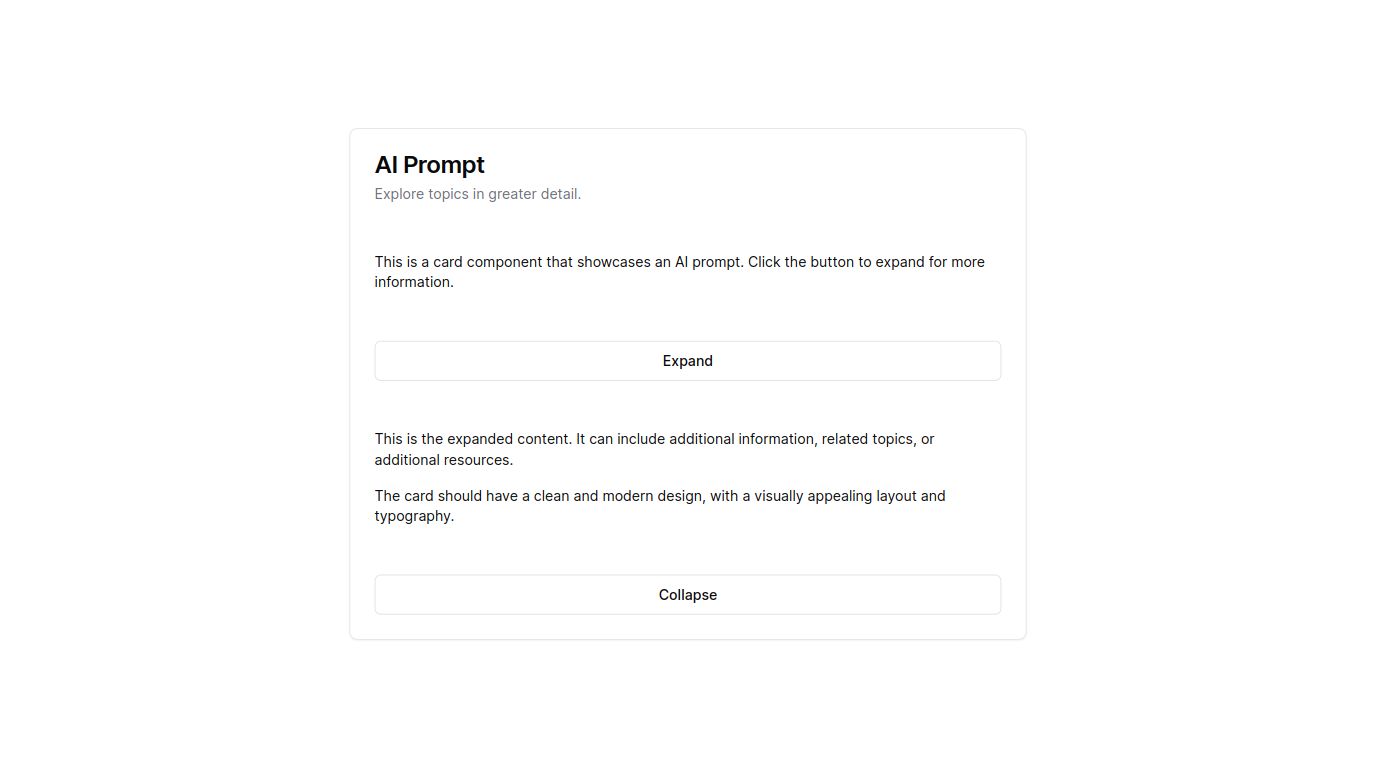 AI Prompt
Explore topics in greater detail.
This is a card component that showcases an AI prompt. Click the button to expand for more
information.
Expand
This is the expanded content. It can include additional information, related topics, or
additional resources.
The card should have a clean and modern design, with a visually appealing layout and
typography.
Collapse